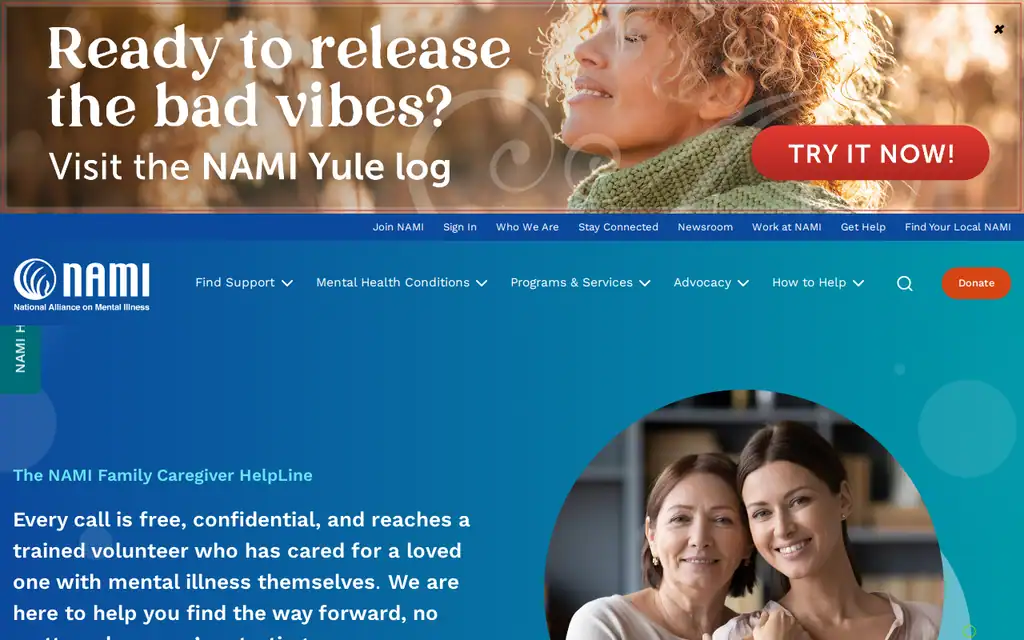 Ready to release
the bad vibes?
Visit the NAMI Yule log
TRY IT NOW!
Join NAMI Sign In Who We Are Stay Connected Newsroom Work at NAMI Get Help Find Your Local NAMI
NAMI
National Alliance on Mental Illness
Find Support Mental Health Conditions Programs & Services Advocacy How to Help Donate
NAMI
The NAMI Family Caregiver HelpLine
Every call is free, confidential, and reaches a
trained volunteer who has cared for a loved
one with mental illness themselves. We are
here to help you find the way forward, no